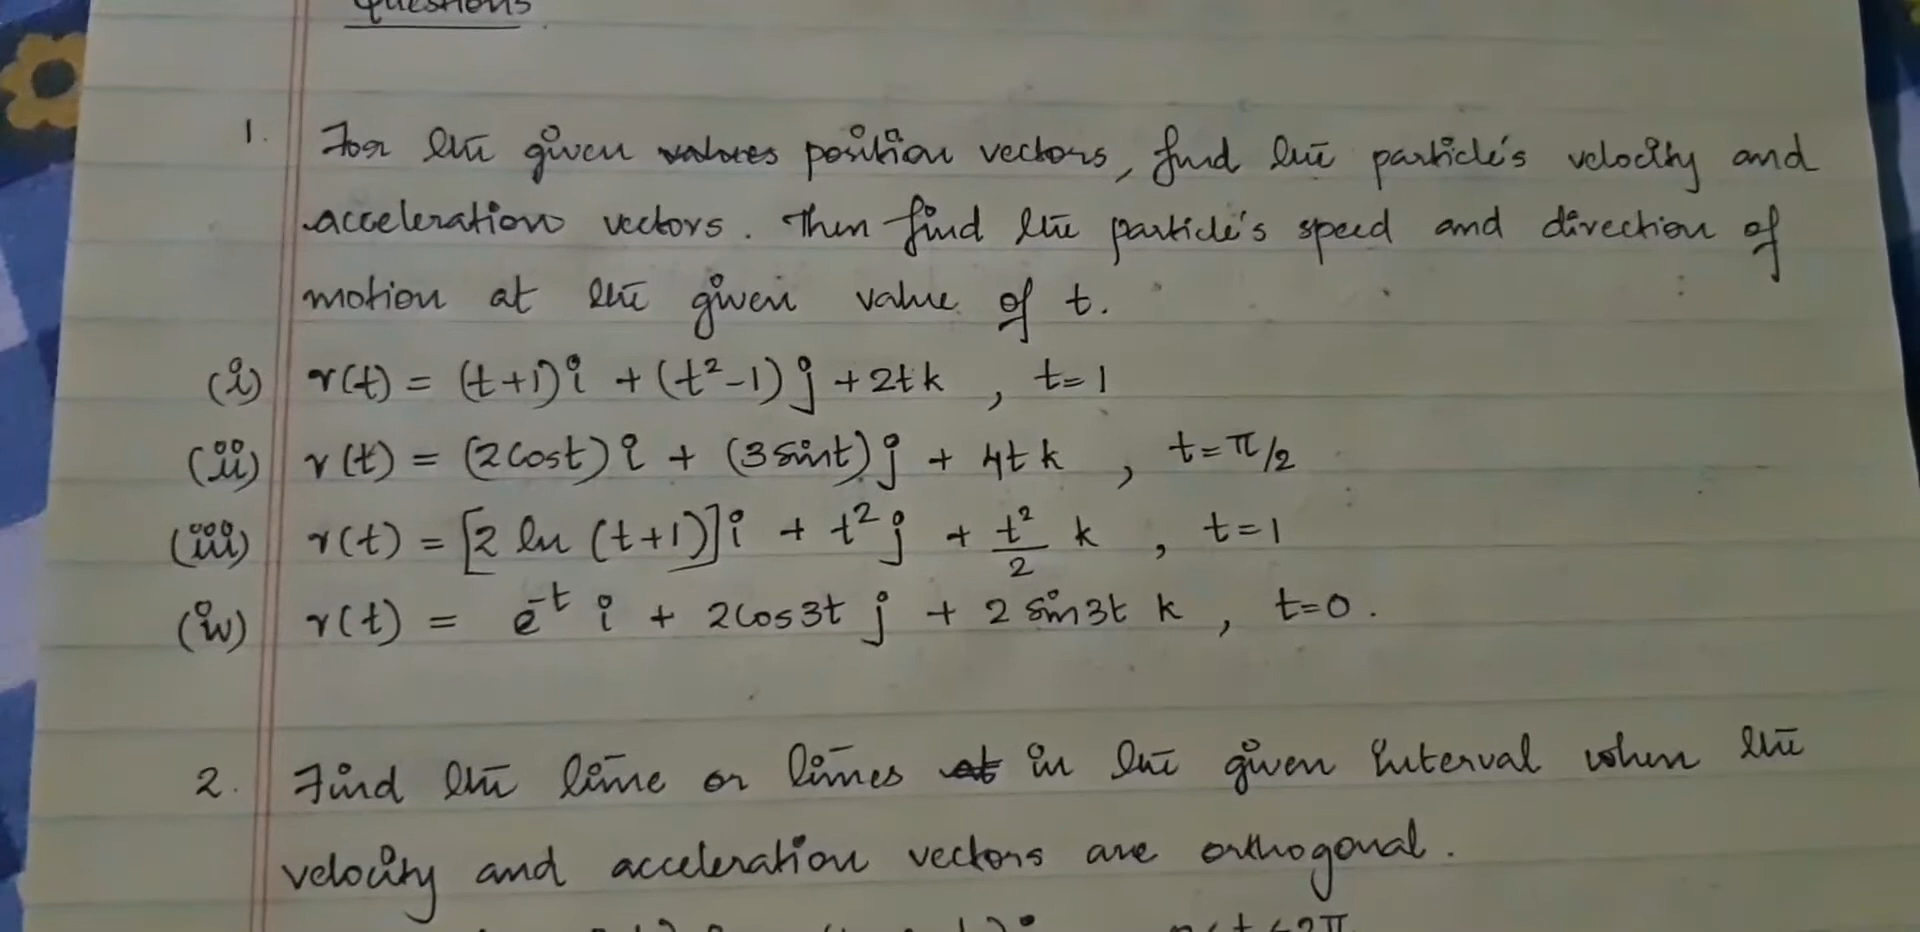 Questions
1. For the given values position vectors, find the particle's velocity and
acceleration vectors. Then find the particle's speed and direction of
motion at the given value of t.
(i) r(t) = (t+1)i + (t²-1)j + 2tk , t=1
(ii) r(t) = (2cost)i + (3sint)j + 4tk , t=π/2
(iii) r(t) = [2 ln (t+1)]i + t²j + t²/2 k , t=1
(iv) r(t) = e⁻ᵗ i + 2cos3t j + 2 sin3t k , t=0.
2. Find the time or times at in the given interval when the
velocity and acceleration vectors are orthogonal.